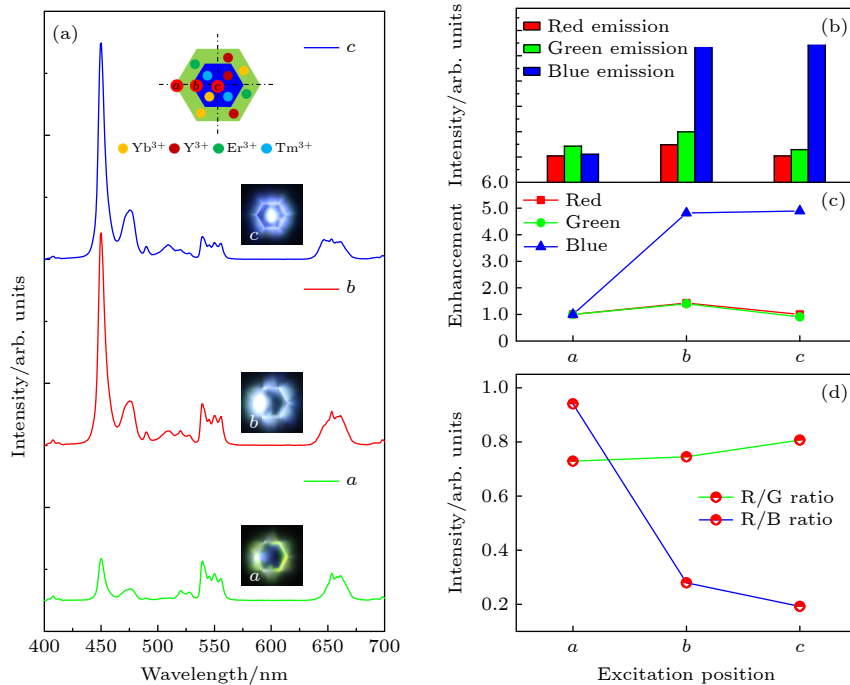 (a)
c
a b c
Yb³⁺ Y³⁺ Er³⁺ Tm³⁺
c
b
b
a
a
Intensity/arb. units
400 450 500 550 600 650 700
Wavelength/nm
(b)
Red emission
Green emission
Blue emission
Intensity/arb. units
6.0
(c)
Red
Green
Blue
5.0
4.0
3.0
2.0
1.0
0
Enhancement
a b c
(d)
1.0
0.8
0.6
0.4
0.2
R/G ratio
R/B ratio
Intensity/arb. units
a b c
Excitation position